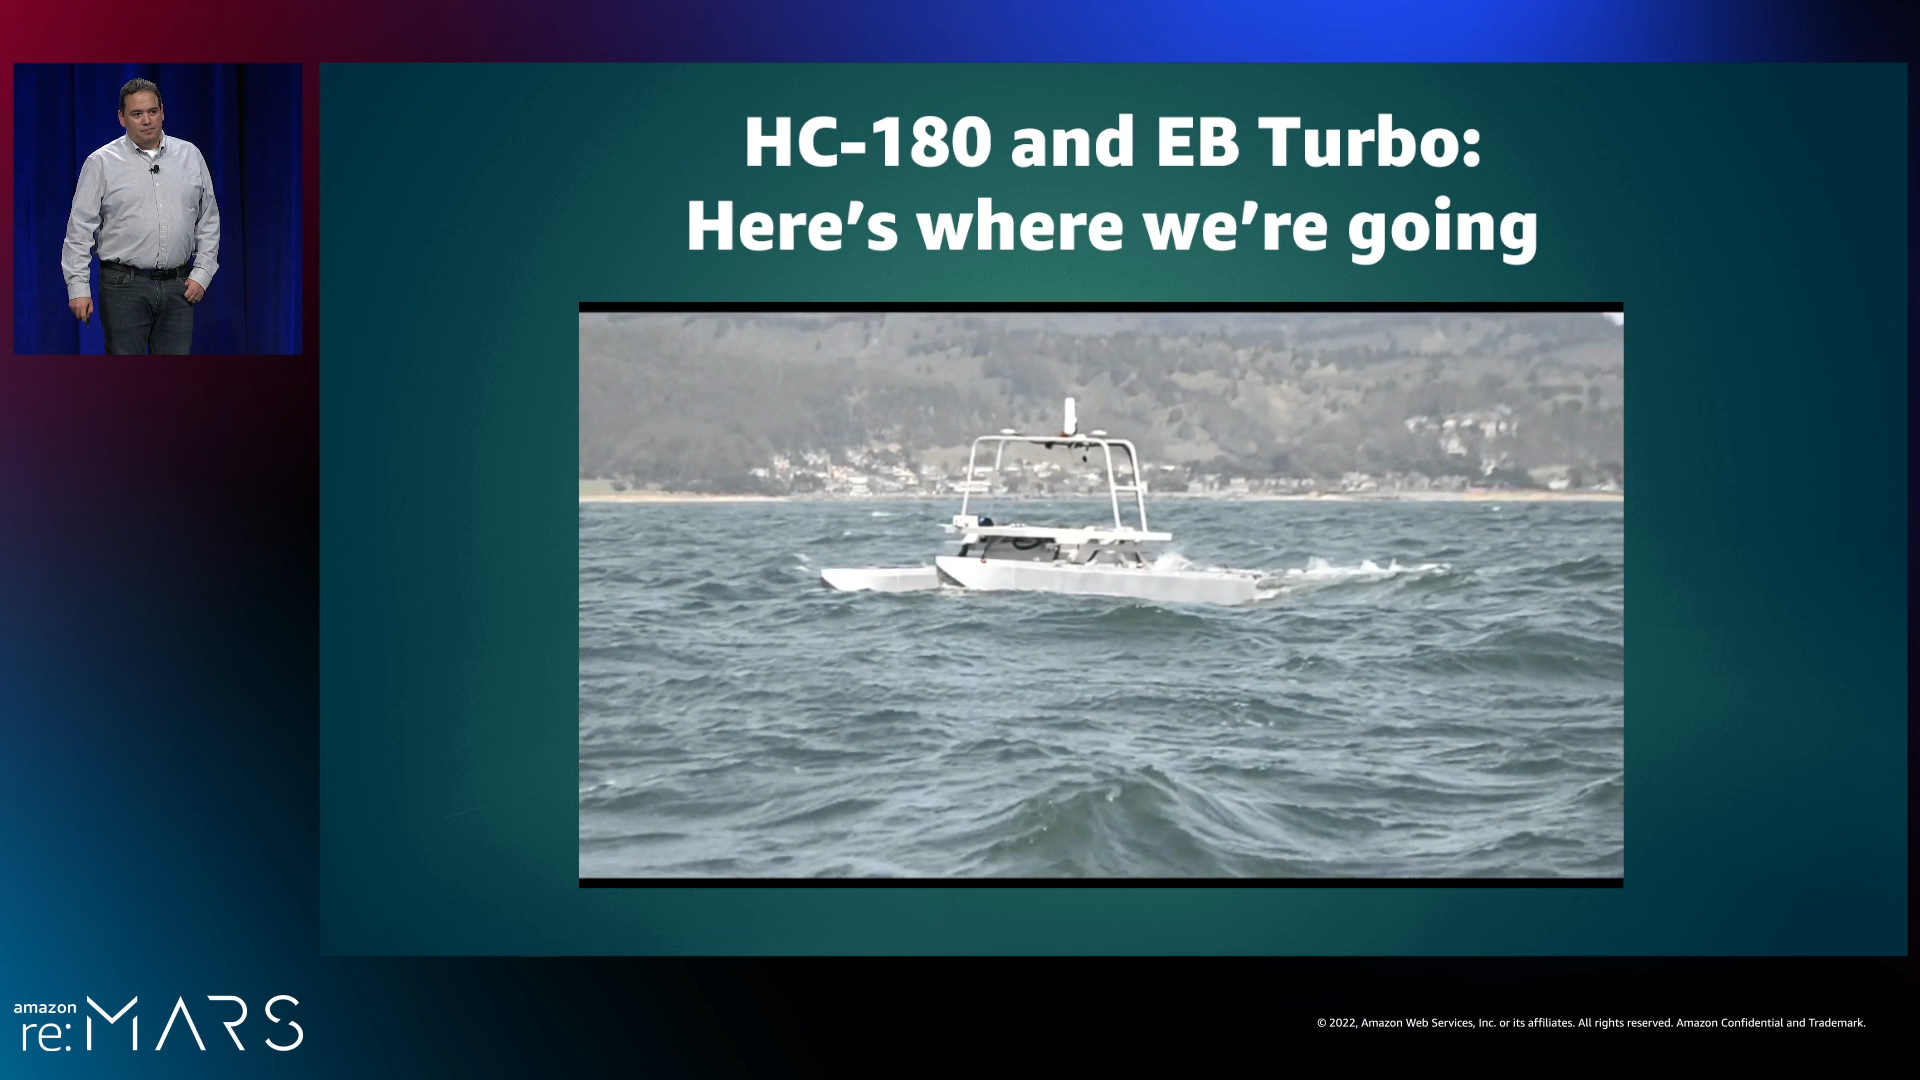 HC-180 and EB Turbo:
Here’s where we’re going
amazon
re:MARS
© 2022, Amazon Web Services, Inc. or its affiliates. All rights reserved. Amazon Confidential and Trademark.